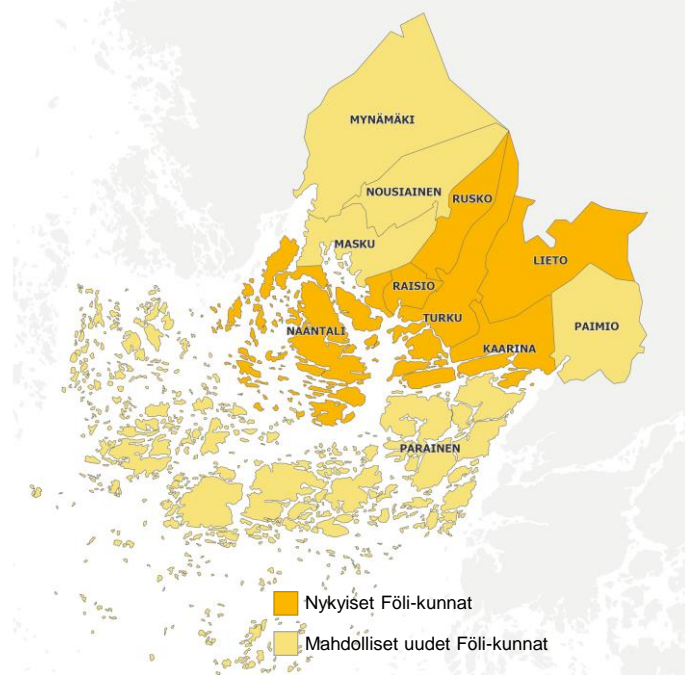 MYNÄMÄKI
NOUSIAINEN
RUSKO
MASKU
LIETO
RAISIO
TURKU
NAANTALI
PAIMIO
KAARINA
PARAINEN
Nykyiset Föli-kunnat
Mahdolliset uudet Föli-kunnat